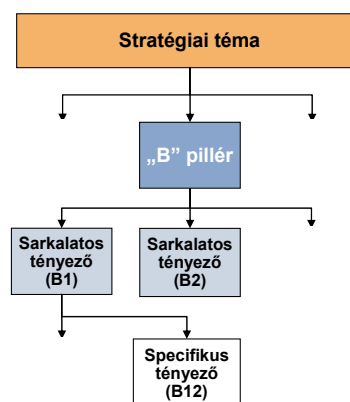 Stratégiai téma
„B” pillér
Sarkalatos
tényező
(B1)
Sarkalatos
tényező
(B2)
Specifikus
tényező
(B12)